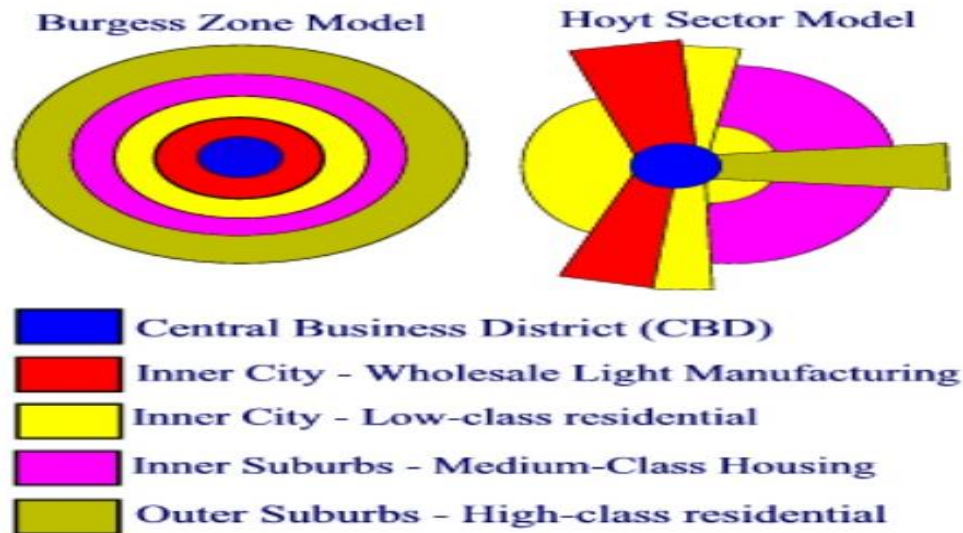 Burgess Zone Model
Hoyt Sector Model
Central Business District (CBD)
Inner City - Wholesale Light Manufacturing
Inner City - Low-class residential
Inner Suburbs - Medium-Class Housing
Outer Suburbs - High-class residential